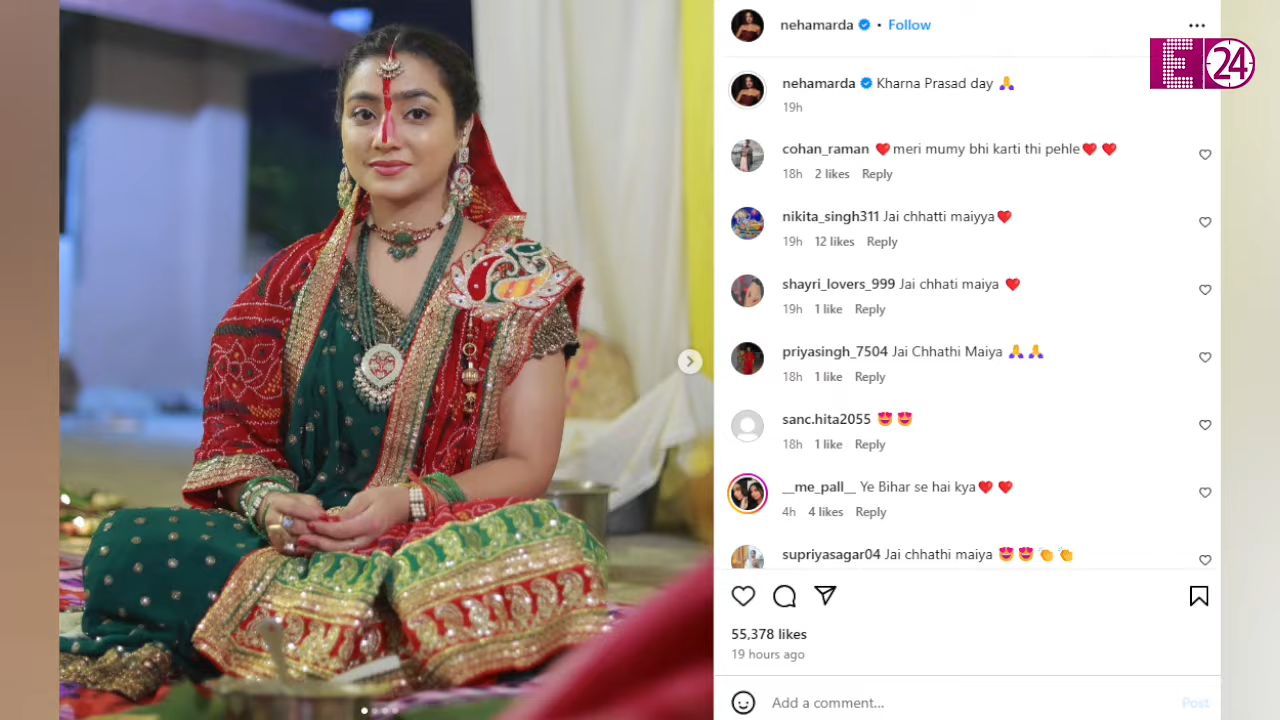 nehamarda • Follow
E 24
nehamarda Kharna Prasad day 🙏
19h
cohan_raman ❤️meri mumy bhi karti thi pehle❤️❤️
18h 2 likes Reply
nikita_singh311 Jai chhatti maiyya❤️
19h 12 likes Reply
shayri_lovers_999 Jai chhati maiya ❤️
19h 1 like Reply
priyasingh_7504 Jai Chhathi Maiya 🙏🙏
18h 1 like Reply
sanc.hita2055 😍😍
18h 1 like Reply
__me_pall__ Ye Bihar se hai kya❤️❤️
4h 4 likes Reply
supriyasagar04 Jai chhathi maiya 😍😍👏👏
55,378 likes
19 hours ago
Add a comment... Post